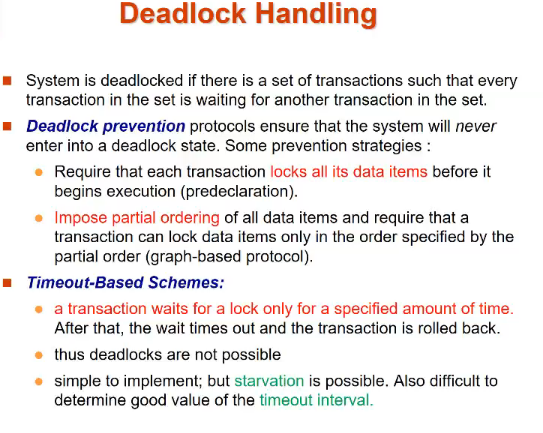 Deadlock Handling
System is deadlocked if there is a set of transactions such that every
transaction in the set is waiting for another transaction in the set.
Deadlock prevention protocols ensure that the system will never
enter into a deadlock state. Some prevention strategies :
Require that each transaction locks all its data items before it
begins execution (predeclaration).
Impose partial ordering of all data items and require that a
transaction can lock data items only in the order specified by the
partial order (graph-based protocol).
Timeout-Based Schemes:
a transaction waits for a lock only for a specified amount of time.
After that, the wait times out and the transaction is rolled back.
thus deadlocks are not possible
simple to implement; but starvation is possible. Also difficult to
determine good value of the timeout interval.